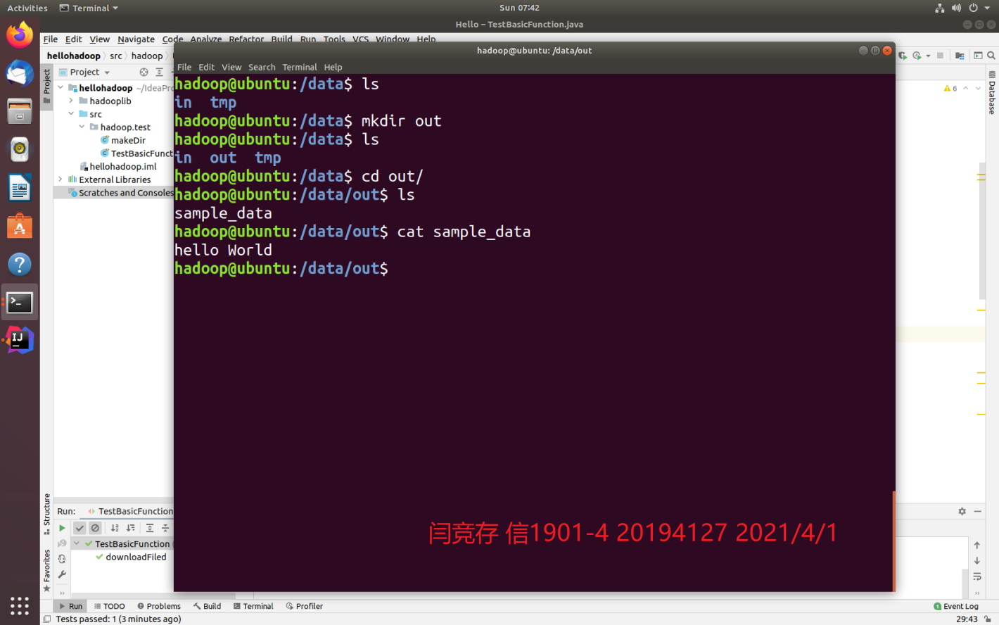 Activities Terminal Sun 07:42
Hello – TestBasicFunction.java
File Edit View Navigate Code Analyze Refactor Build Run Tools VCS Window Help
hellohadoop src hadoop
hadoop@ubuntu: /data/out
File Edit View Search Terminal Help
Project
Project
hellohadoop ~/IdeaPro
hadooplib
src
hadoop.test
makeDir
TestBasicFunct
hellohadoop.iml
External Libraries
Scratches and Consoles
hadoop@ubuntu:/data$ ls
in tmp
hadoop@ubuntu:/data$ mkdir out
hadoop@ubuntu:/data$ ls
in out tmp
hadoop@ubuntu:/data$ cd out/
hadoop@ubuntu:/data/out$ ls
sample_data
hadoop@ubuntu:/data/out$ cat sample_data
hello World
hadoop@ubuntu:/data/out$
6
Database
Structure
Favorites
Run: TestBasicFunction
TestBasicFunction
downloadFiled
闫竞存 信1901-4 20194127 2021/4/1
Run TODO Problems Build Terminal Profiler
1 Event Log
Tests passed: 1 (3 minutes ago)
29:43